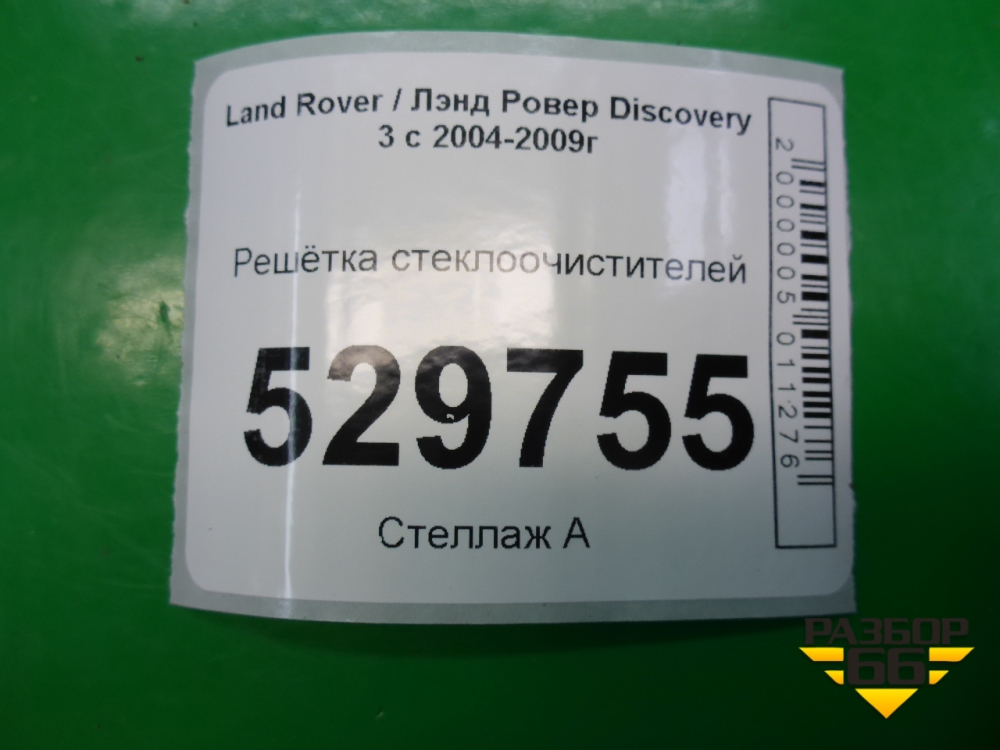 Land Rover / Лэнд Ровер Discovery
3 с 2004-2009г
Решётка стеклоочистителей
529755
Стеллаж А
2000005011276
РАЗБОР
66